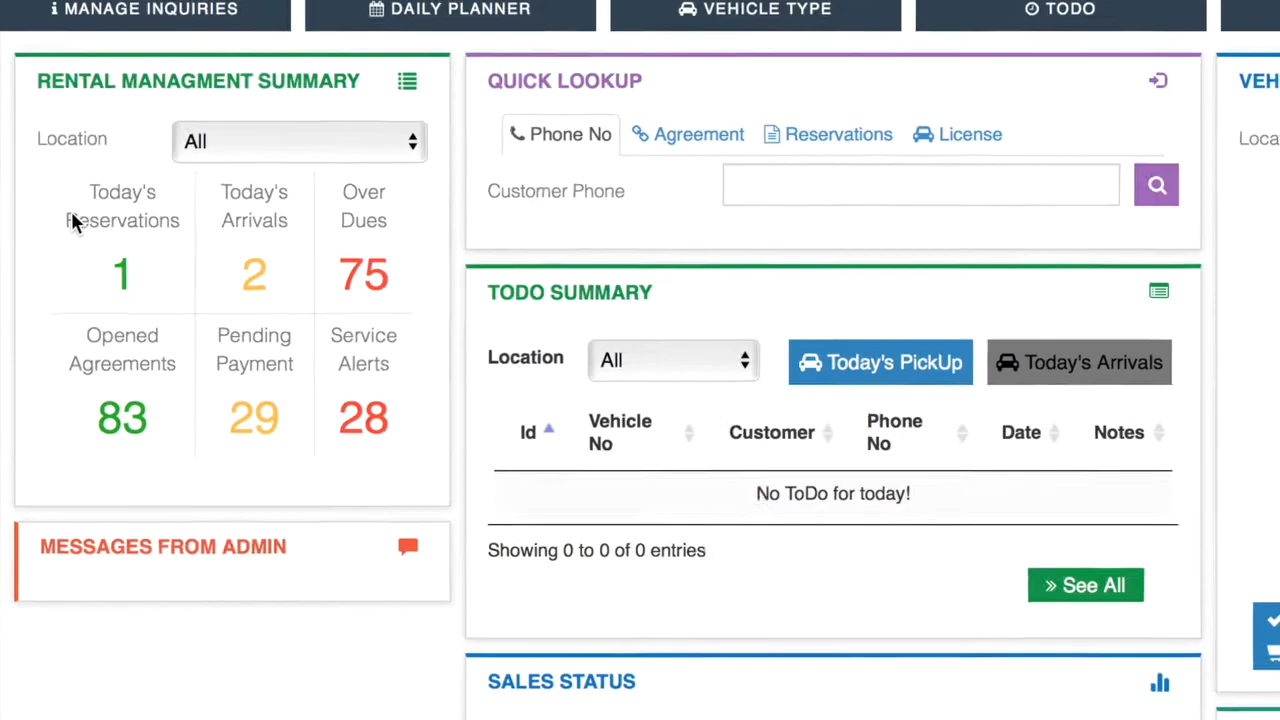 MANAGE INQUIRIES
DAILY PLANNER
VEHICLE TYPE
TODO
RENTAL MANAGMENT SUMMARY
Location
All
Today's
Reservations
1
Today's
Arrivals
2
Over
Dues
75
Opened
Agreements
83
Pending
Payment
29
Service
Alerts
28
MESSAGES FROM ADMIN
QUICK LOOKUP
Phone No
Agreement
Reservations
License
Customer Phone
TODO SUMMARY
Location
All
Today's PickUp
Today's Arrivals
Id
Vehicle
No
Customer
Phone
No
Date
Notes
No ToDo for today!
Showing 0 to 0 of 0 entries
» See All
SALES STATUS
VEH
Loca